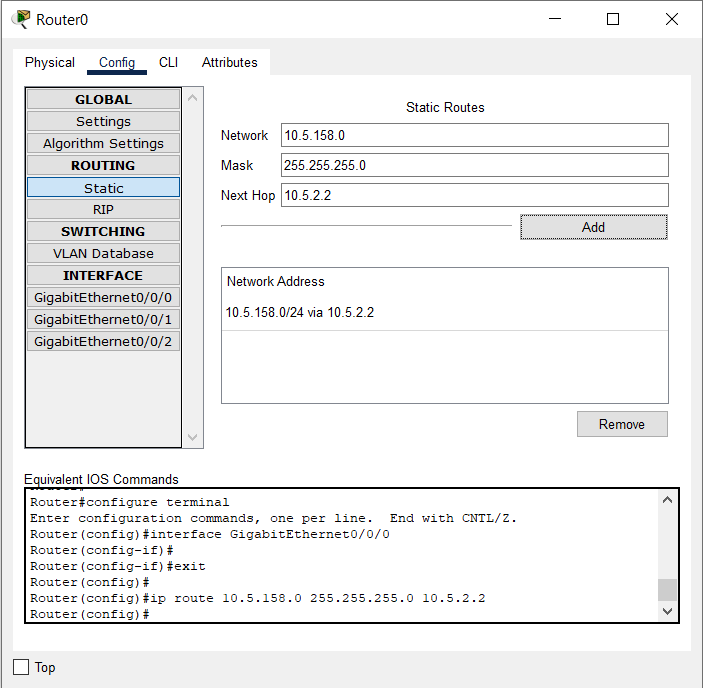 Router0
Physical Config CLI Attributes
GLOBAL
Settings
Algorithm Settings
ROUTING
Static
RIP
SWITCHING
VLAN Database
INTERFACE
GigabitEthernet0/0/0
GigabitEthernet0/0/1
GigabitEthernet0/0/2
Static Routes
Network 10.5.158.0
Mask 255.255.255.0
Next Hop 10.5.2.2
Add
Network Address
10.5.158.0/24 via 10.5.2.2
Remove
Equivalent IOS Commands
Router#configure terminal
Enter configuration commands, one per line. End with CNTL/Z.
Router(config)#interface GigabitEthernet0/0/0
Router(config-if)#
Router(config-if)#exit
Router(config)#
Router(config)#ip route 10.5.158.0 255.255.255.0 10.5.2.2
Router(config)#
Top